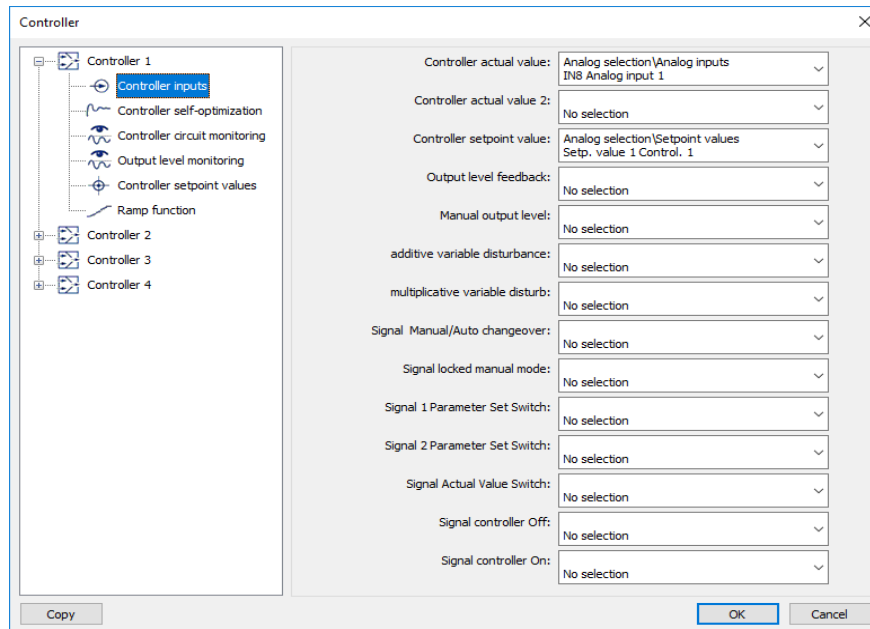 Controller
Controller 1
Controller inputs
Controller self-optimization
Controller circuit monitoring
Output level monitoring
Controller setpoint values
Ramp function
Controller 2
Controller 3
Controller 4
Controller actual value:
Analog selection\Analog inputs
IN8 Analog input 1
Controller actual value 2:
No selection
Controller setpoint value:
Analog selection\Setpoint values
Setp. value 1 Control. 1
Output level feedback:
No selection
Manual output level:
No selection
additive variable disturbance:
No selection
multiplicative variable disturb:
No selection
Signal Manual/Auto changeover:
No selection
Signal locked manual mode:
No selection
Signal 1 Parameter Set Switch:
No selection
Signal 2 Parameter Set Switch:
No selection
Signal Actual Value Switch:
No selection
Signal controller Off:
No selection
Signal controller On:
No selection
Copy
OK
Cancel